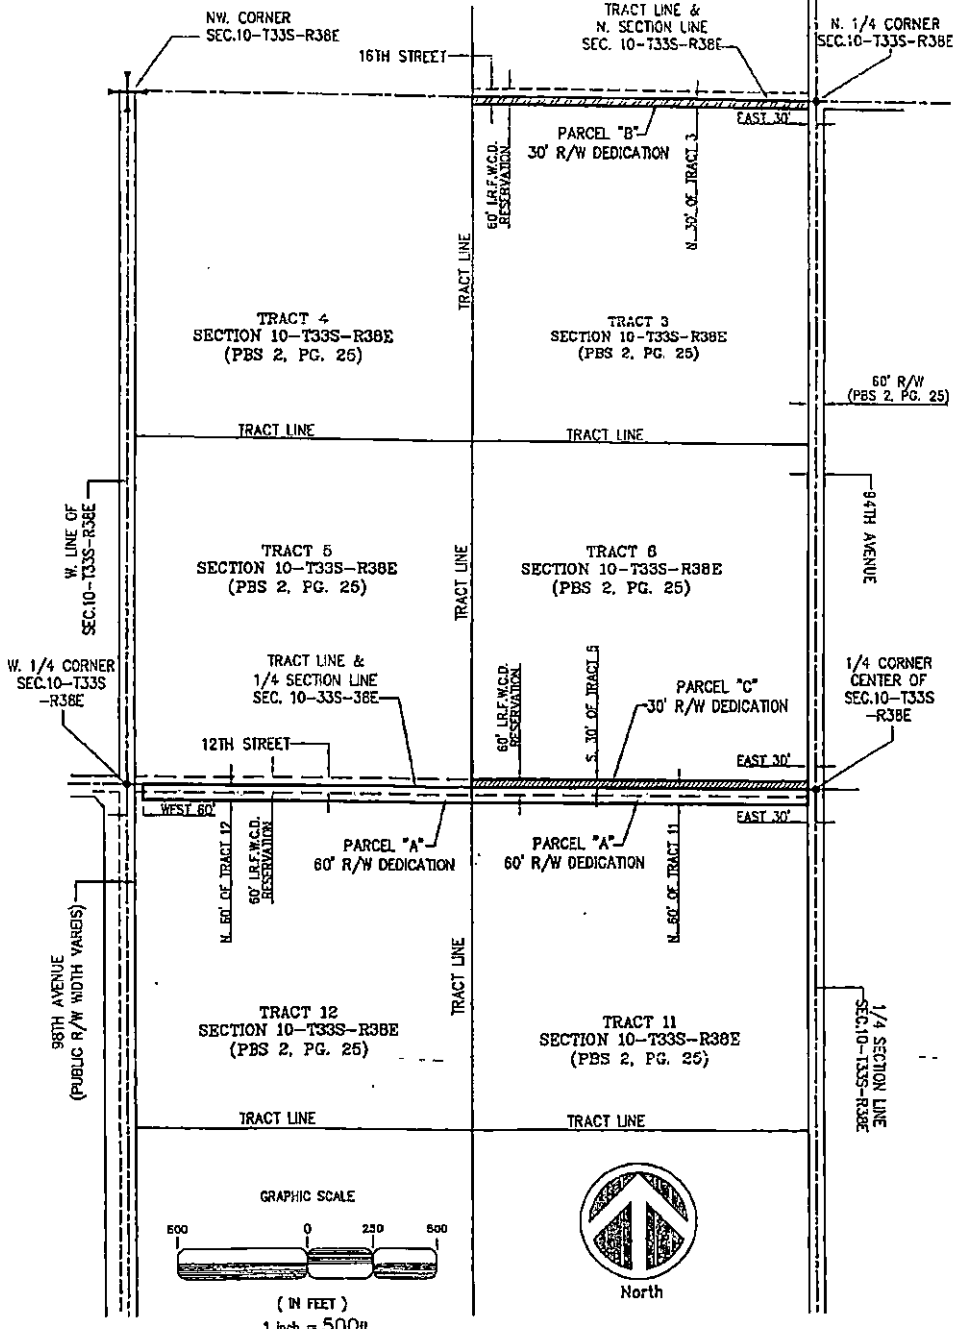 NW. CORNER
SEC.10-T33S-R38E
TRACT LINE &
N. SECTION LINE
SEC. 10-T33S-R38E
N. 1/4 CORNER
SEC.10-T33S-R38E
16TH STREET
EAST 30'
PARCEL "B"
30' R/W DEDICATION
60' I.R.F.W.C.D.
RESERVATION
N. 30' OF TRACT 3
TRACT LINE
TRACT 4
SECTION 10-T33S-R38E
(PBS 2, PG. 25)
TRACT 3
SECTION 10-T33S-R38E
(PBS 2, PG. 25)
60' R/W
(PBS 2, PG. 25)
TRACT LINE
TRACT LINE
W. LINE OF
SEC.10-T33S-R38E
94TH AVENUE
TRACT 5
SECTION 10-T33S-R38E
(PBS 2, PG. 25)
TRACT LINE
TRACT 6
SECTION 10-T33S-R38E
(PBS 2, PG. 25)
W. 1/4 CORNER
SEC.10-T33S
-R38E
TRACT LINE &
1/4 SECTION LINE
SEC. 10-33S-38E
60' I.R.F.W.C.D.
RESERVATION
S. 30' OF TRACT 6
PARCEL "C"
30' R/W DEDICATION
1/4 CORNER
CENTER OF
SEC.10-T33S
-R38E
12TH STREET
EAST 30'
WEST 60'
EAST 30'
N. 60' OF TRACT 12
60' I.R.F.W.C.D.
RESERVATION
PARCEL "A"
60' R/W DEDICATION
PARCEL "A"
60' R/W DEDICATION
N. 60' OF TRACT 11
98TH AVENUE
(PUBLIC R/W WIDTH VAREIS)
TRACT LINE
TRACT 12
SECTION 10-T33S-R38E
(PBS 2, PG. 25)
TRACT 11
SECTION 10-T33S-R38E
(PBS 2, PG. 25)
1/4 SECTION LINE
SEC.10-T33S-R38E
TRACT LINE
TRACT LINE
GRAPHIC SCALE
500 0 250 500
( IN FEET )
1 inch = 500ft
North